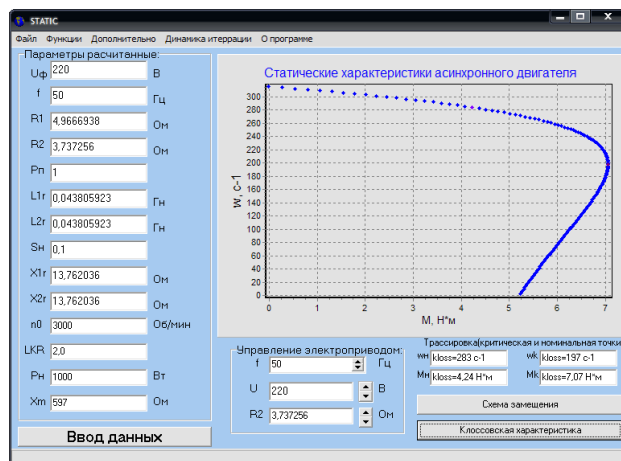 STATIC
Файл Функции Дополнительно Динамика иттеррации О программе
Параметры расчитанные:
Uф 220 В
f 50 Гц
R1 4,9666938 Ом
R2 3,737256 Ом
Pп 1
L1r 0,043805923 Гн
L2r 0,043805923 Гн
Sн 0,1
X1r 13,762036 Ом
X2r 13,762036 Ом
n0 3000 Об/мин
LKR 2,0
Pн 1000 Вт
Xm 597 Ом
Ввод данных
Статические характеристики асинхронного двигателя
300
280
260
240
220
200
180
160
140
120
100
80
60
40
20
0
w, с-1
0 1 2 3 4 5 6 7
М, Н*м
Управление электроприводом:
f 50 Гц
U 220 В
R2 3,737256 Ом
Трассировка(критическая и номинальная точки
wн kloss=283 с-1 wk kloss=197 с-1
Mн kloss=4,24 Н*м Mk kloss=7,07 Н*м
Схема замещения
Клоссовская характеристика